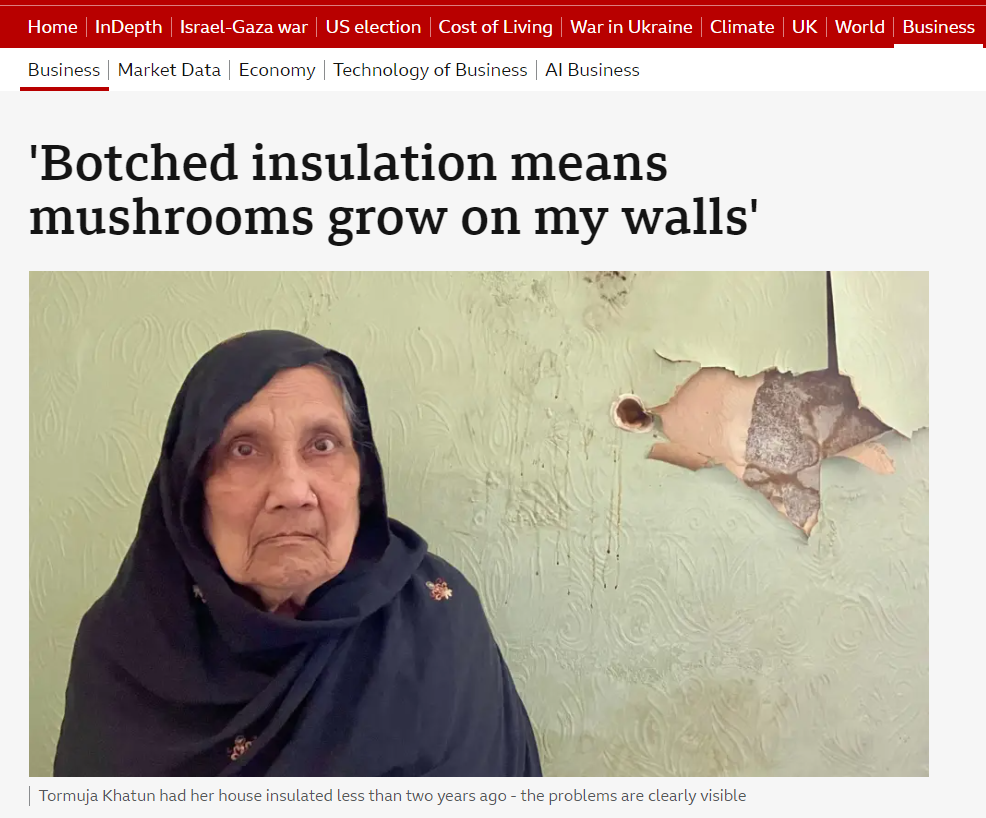 Home InDepth Israel-Gaza war US election Cost of Living War in Ukraine Climate UK World Business
Business Market Data Economy Technology of Business AI Business
'Botched insulation means
mushrooms grow on my walls'
Tormuja Khatun had her house insulated less than two years ago - the problems are clearly visible